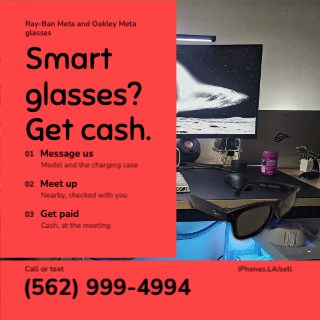 Ray-Ban Meta and Oakley Meta
glasses
Smart
glasses?
Get cash.
01 Message us
Model and the charging case
02 Meet up
Nearby, checked with you
03 Get paid
Cash, at the meeting
Call or text
iPhones.LA/sell
(562) 999-4994